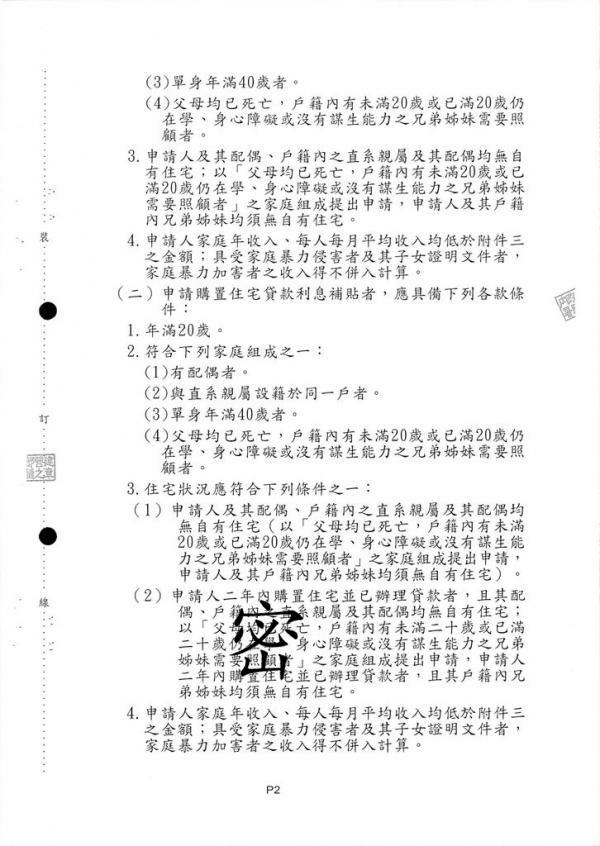 (3)單身年滿40歲者。
(4)父母均已死亡，戶籍內有未滿20歲或已滿20歲仍
在學、身心障礙或沒有謀生能力之兄弟姊妹需要照
顧者。
3.申請人及其配偶、戶籍內之直系親屬及其配偶均無自
有住宅；以「父母均已死亡，戶籍內有未滿20歲或已
滿20歲仍在學、身心障礙或沒有謀生能力之兄弟姊妹
需要照顧者」之家庭組成提出申請，申請人及其戶籍
內兄弟姊妹均須無自有住宅。
4.申請人家庭年收入、每人每月平均收入均低於附件三
之金額；具受家庭暴力侵害者及其子女證明文件者，
家庭暴力加害者之收入得不併入計算。
(二)申請購置住宅貸款利息補貼者，應具備下列各款條
件：
1.年滿20歲。
2.符合下列家庭組成之一：
(1)有配偶者。
(2)與直系親屬設籍於同一戶者。
(3)單身年滿40歲者。
(4)父母均已死亡，戶籍內有未滿20歲或已滿20歲仍
在學、身心障礙或沒有謀生能力之兄弟姊妹需要照
顧者。
3.住宅狀況應符合下列條件之一：
(1)申請人及其配偶、戶籍內之直系親屬及其配偶均
無自有住宅（以「父母均已死亡，戶籍內有未滿
20歲或已滿20歲仍在學、身心障礙或沒有謀生能
力之兄弟姊妹需要照顧者」之家庭組成提出申請，
申請人及其戶籍內兄弟姊妹均須無自有住宅）。
(2)申請人二年內購置住宅並已辦理貸款者，且其配
偶、戶籍內之直系親屬及其配偶均無自有住宅；
以「父母均已死亡，戶籍內有未滿二十歲或已滿
二十歲仍在學、身心障礙或沒有謀生能力之兄弟
姊妹需要照顧者」之家庭組成提出申請，申請人
二年內購置住宅並已辦理貸款者，且其戶籍內兄
弟姊妹均須無自有住宅。
密
4.申請人家庭年收入、每人每月平均收入均低於附件三
之金額；具受家庭暴力侵害者及其子女證明文件者，
家庭暴力加害者之收入得不併入計算。
裝
訂
線
P2